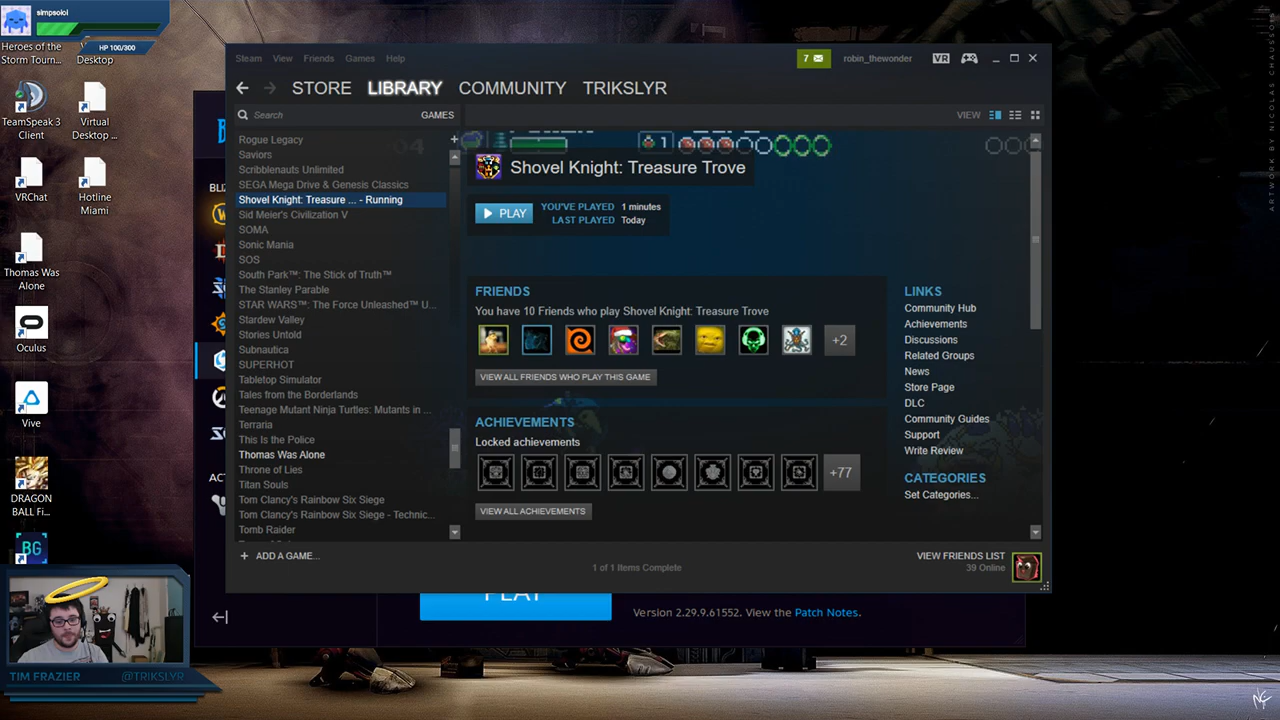 simpsolol
HP 100/300
Heroes of the
Storm Tourn...
Desktop
TeamSpeak 3
Client
Virtual
Desktop ...
VRChat
Hotline
Miami
Thomas Was
Alone
Oculus
Vive
DRAGON
BALL Fi...
BG
TIM FRAZIER
@TRIKSLYR
Steam
View
Friends
Games
Help
7
robin_thewonder
VR
STORE
LIBRARY
COMMUNITY
TRIKSLYR
Search
GAMES
VIEW
Rogue Legacy
Saviors
Scribblenauts Unlimited
SEGA Mega Drive & Genesis Classics
Shovel Knight: Treasure ... - Running
Sid Meier's Civilization V
SOMA
Sonic Mania
SOS
South Park™: The Stick of Truth™
The Stanley Parable
STAR WARS™: The Force Unleashed™ U...
Stardew Valley
Stories Untold
Subnautica
SUPERHOT
Tabletop Simulator
Tales from the Borderlands
Teenage Mutant Ninja Turtles: Mutants in ...
Terraria
This Is the Police
Thomas Was Alone
Throne of Lies
Titan Souls
Tom Clancy's Rainbow Six Siege
Tom Clancy's Rainbow Six Siege - Technic...
Tomb Raider
+ ADD A GAME...
Shovel Knight: Treasure Trove
PLAY
YOU'VE PLAYED 1 minutes
LAST PLAYED Today
FRIENDS
You have 10 Friends who play Shovel Knight: Treasure Trove
+2
VIEW ALL FRIENDS WHO PLAY THIS GAME
ACHIEVEMENTS
Locked achievements
+77
VIEW ALL ACHIEVEMENTS
LINKS
Community Hub
Achievements
Discussions
Related Groups
News
Store Page
DLC
Community Guides
Support
Write Review
CATEGORIES
Set Categories...
1 of 1 Items Complete
VIEW FRIENDS LIST
39 Online
PLAY
Version 2.29.9.61552. View the Patch Notes.